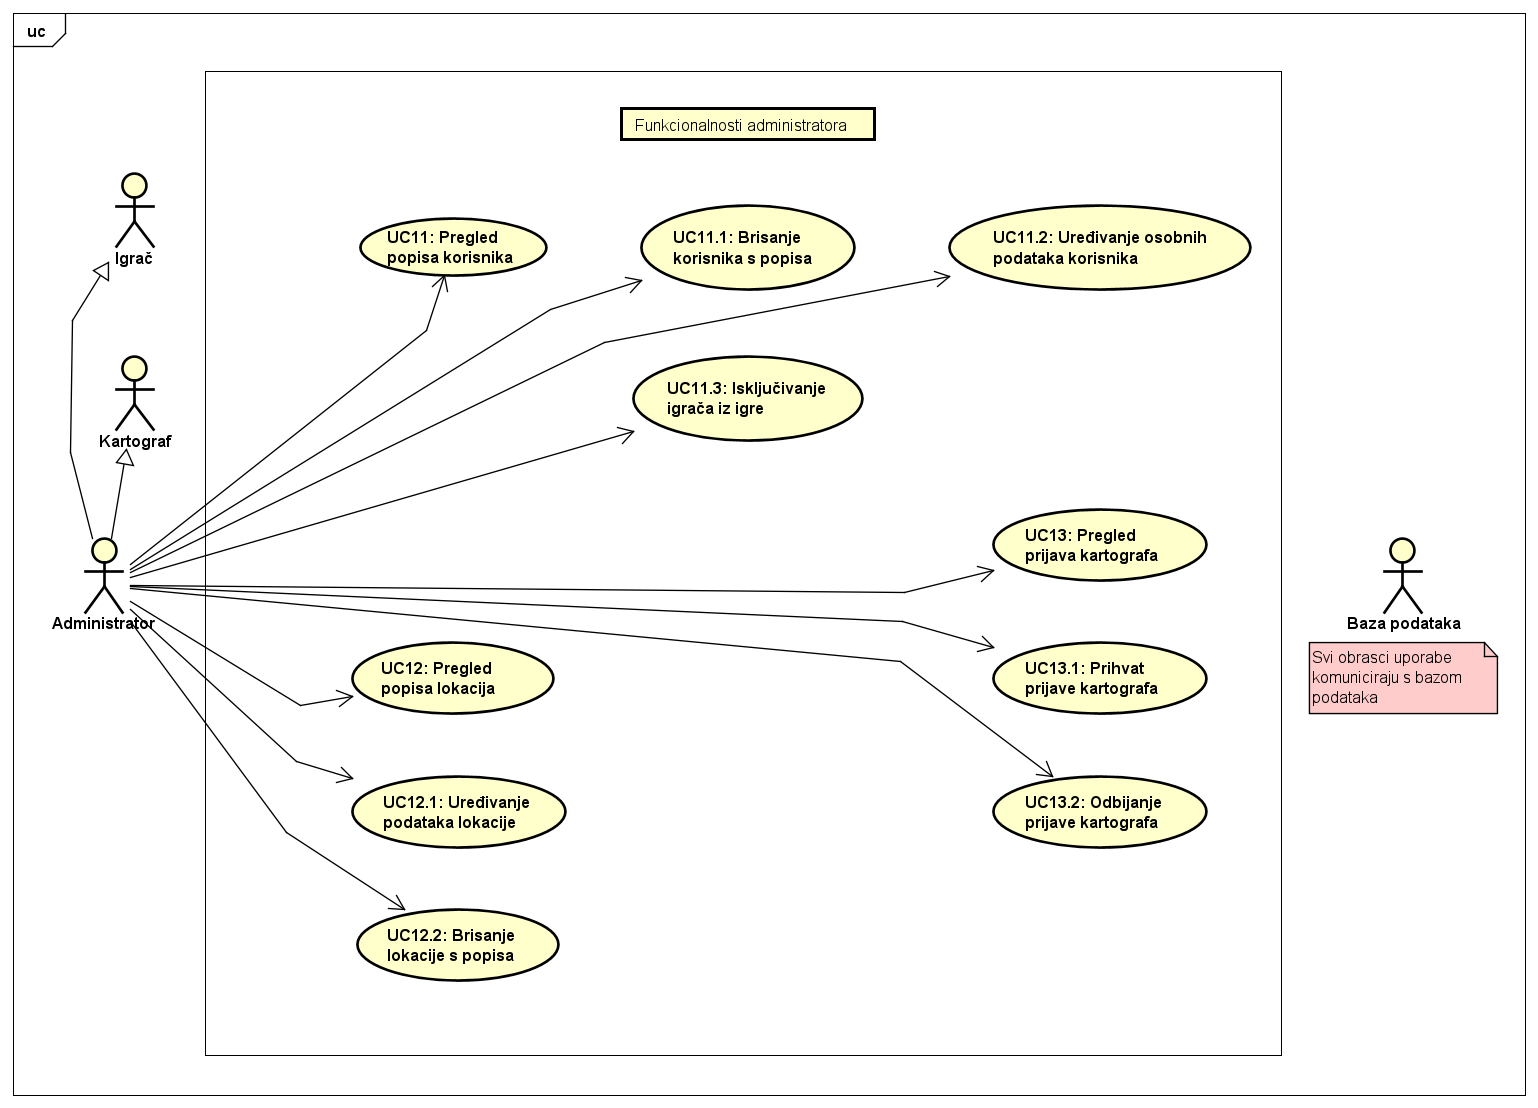 uc
Funkcionalnosti administratora
Igrač
UC11: Pregled
popisa korisnika
UC11.1: Brisanje
korisnika s popisa
UC11.2: Uređivanje osobnih
podataka korisnika
Kartograf
UC11.3: Isključivanje
igrača iz igre
Administrator
UC13: Pregled
prijava kartografa
Baza podataka
Svi obrasci uporabe
komuniciraju s bazom
podataka
UC12: Pregled
popisa lokacija
UC13.1: Prihvat
prijave kartografa
UC12.1: Uređivanje
podataka lokacije
UC13.2: Odbijanje
prijave kartografa
UC12.2: Brisanje
lokacije s popisa